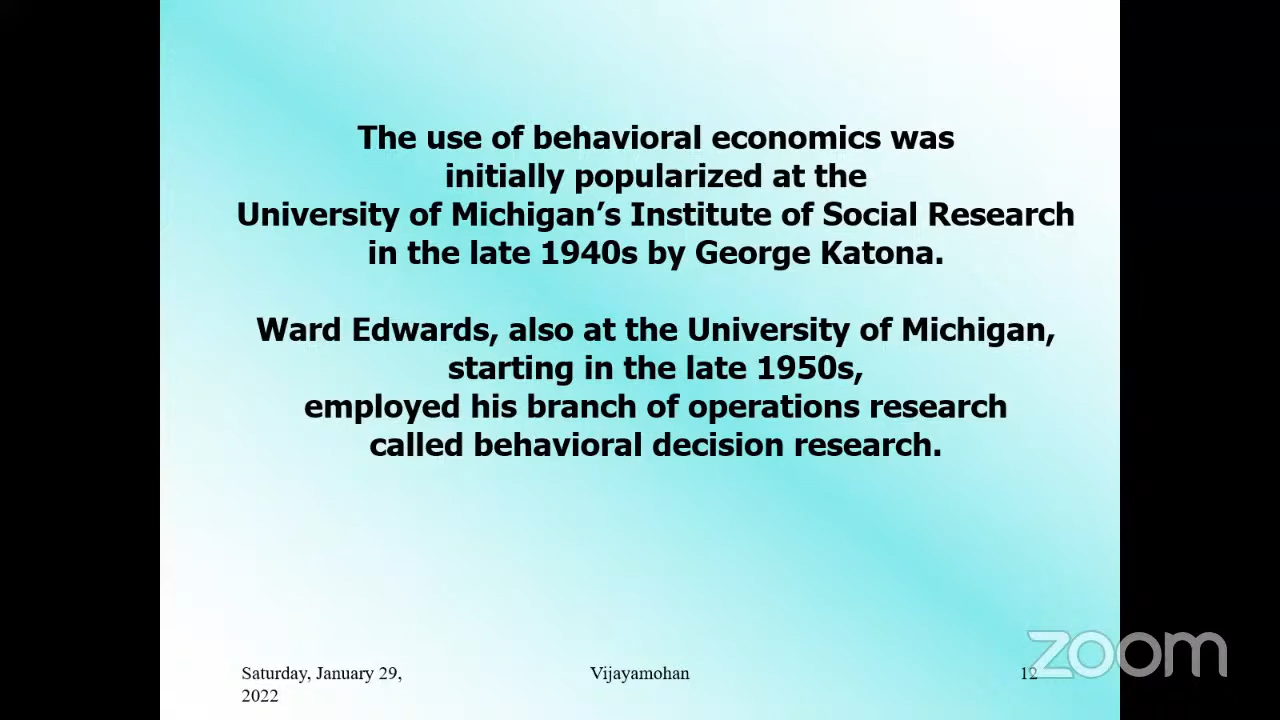 The use of behavioral economics was
initially popularized at the
University of Michigan’s Institute of Social Research
in the late 1940s by George Katona.
Ward Edwards, also at the University of Michigan,
starting in the late 1950s,
employed his branch of operations research
called behavioral decision research.
Saturday, January 29,
2022
Vijayamohan
12
zoom